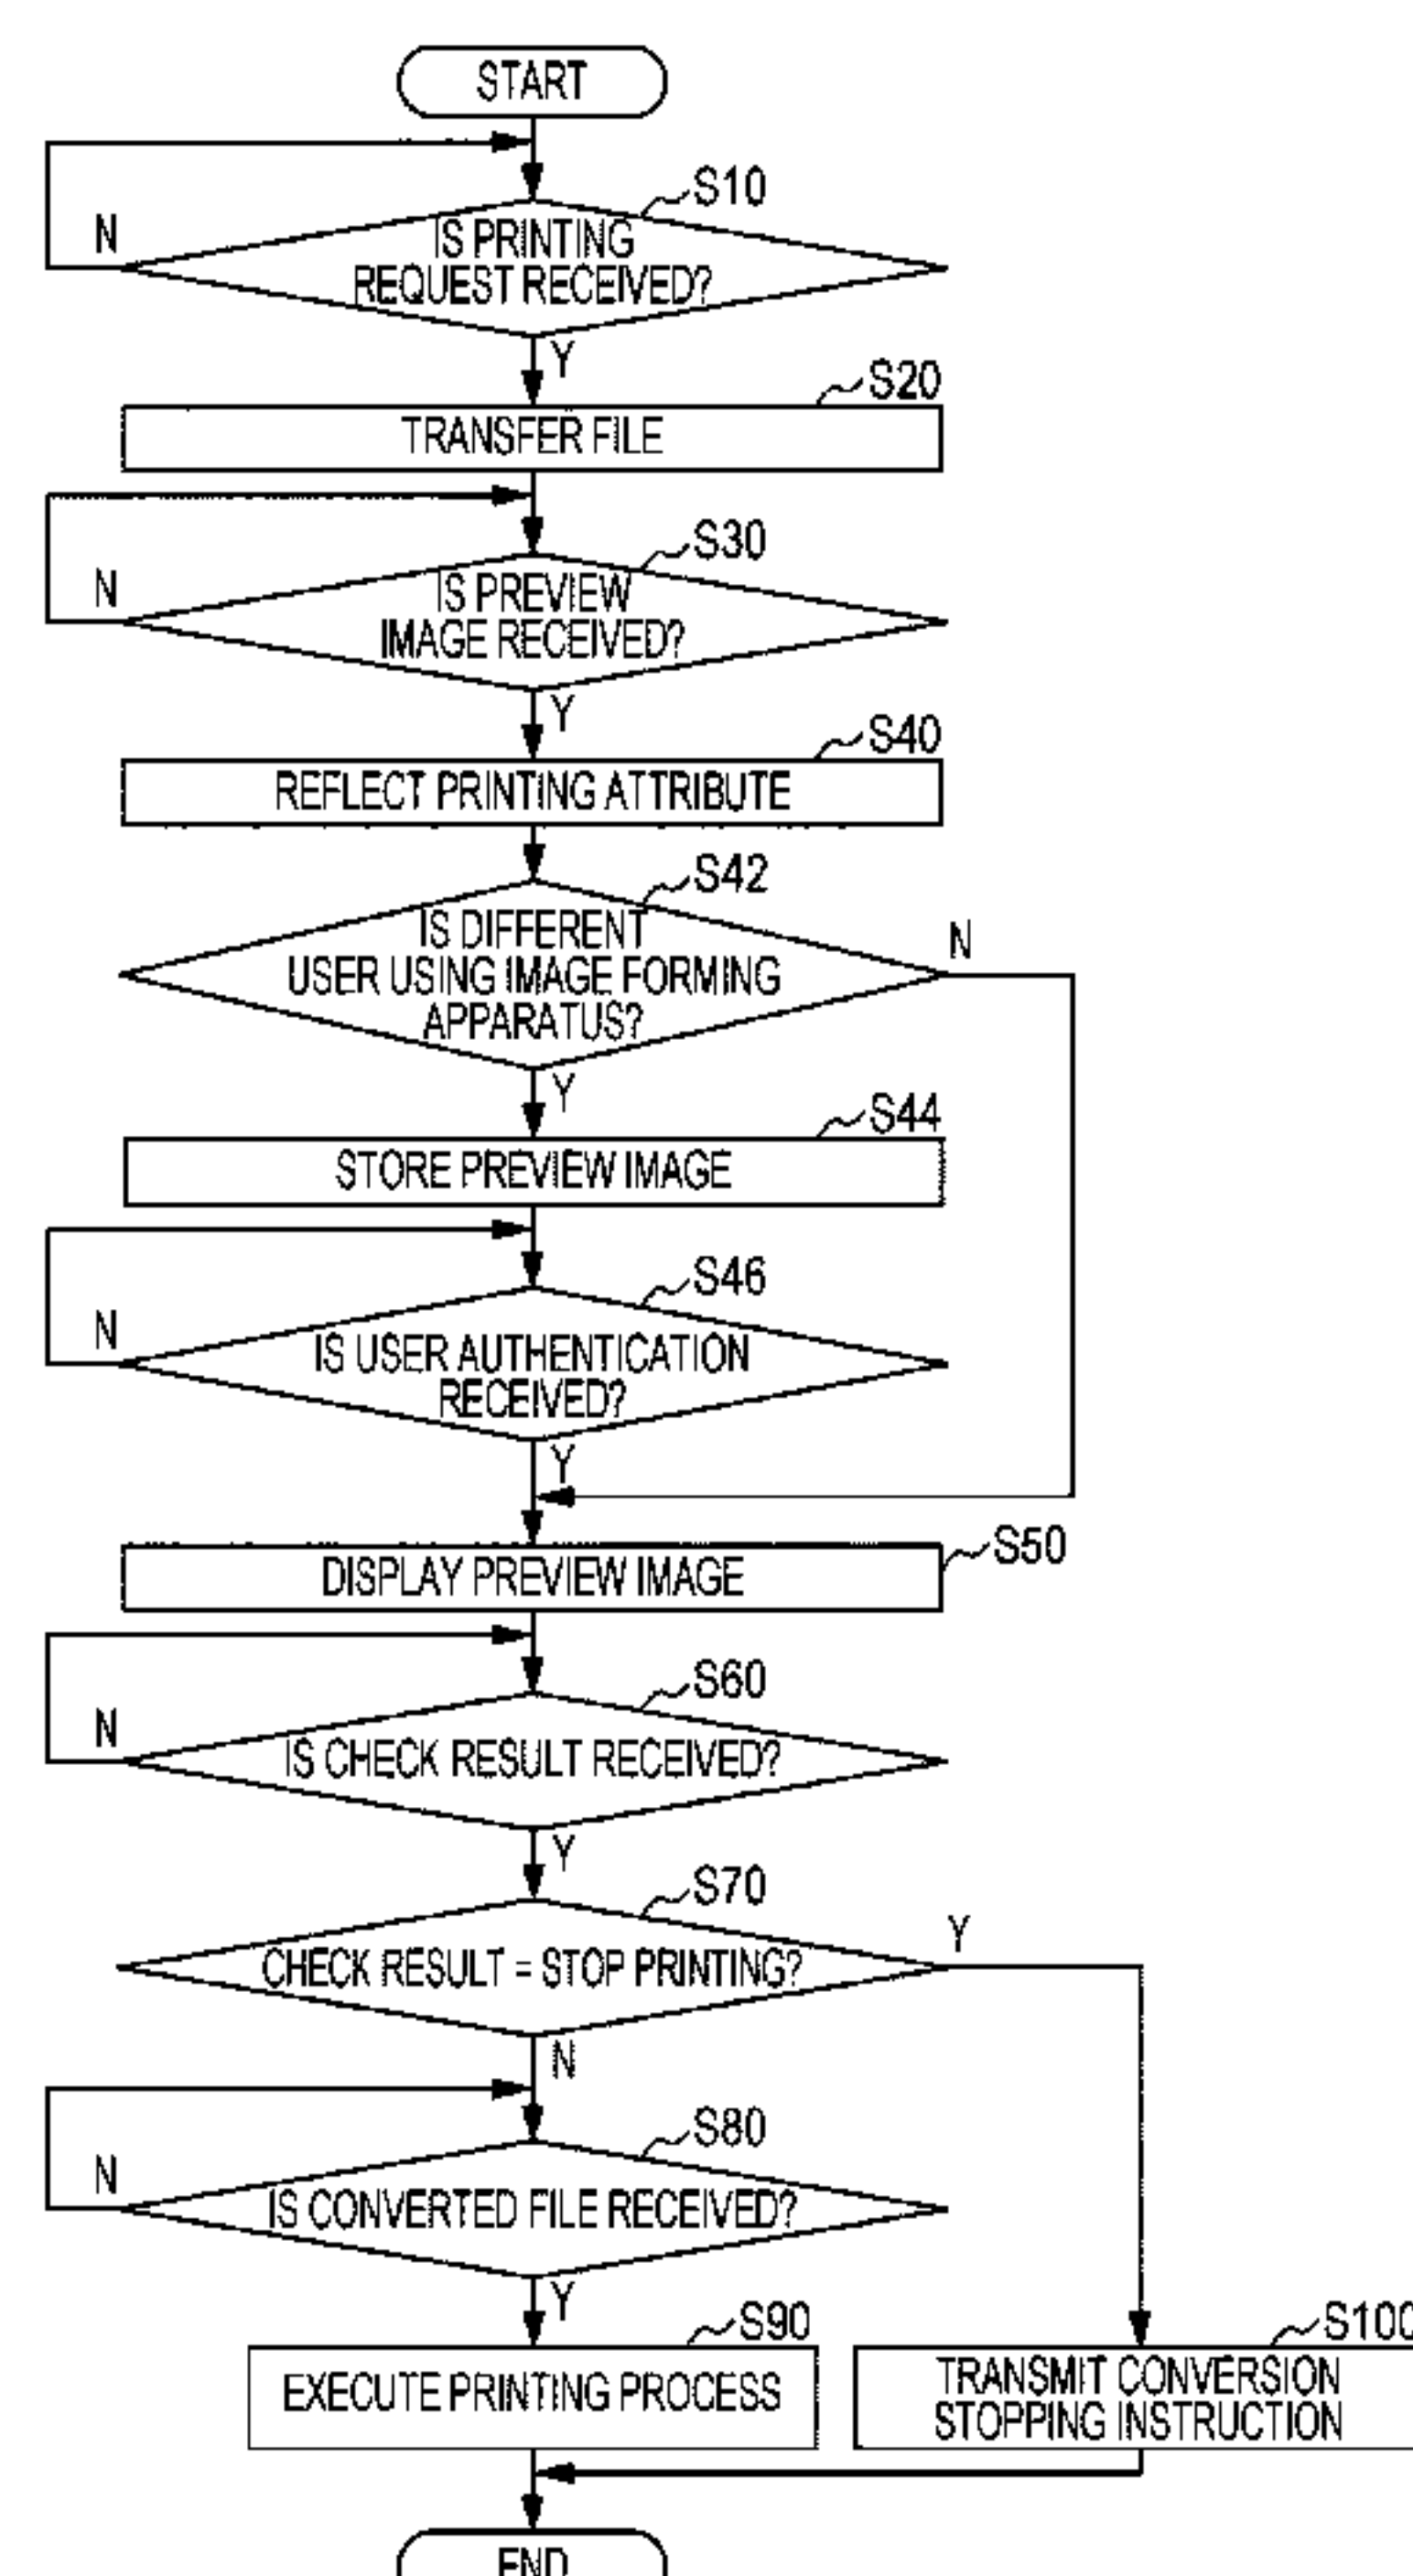 START
S10
N
IS PRINTING
REQUEST RECEIVED?
Y
S20
TRANSFER FILE
S30
N
IS PREVIEW
IMAGE RECEIVED?
Y
S40
REFLECT PRINTING ATTRIBUTE
S42
N
IS DIFFERENT
USER USING IMAGE FORMING
APPARATUS?
Y
S44
STORE PREVIEW IMAGE
S46
N
IS USER AUTHENTICATION
RECEIVED?
Y
S50
DISPLAY PREVIEW IMAGE
S60
N
IS CHECK RESULT RECEIVED?
Y
S70
Y
CHECK RESULT = STOP PRINTING?
N
S80
N
IS CONVERTED FILE RECEIVED?
Y
S90
EXECUTE PRINTING PROCESS
S100
TRANSMIT CONVERSION
STOPPING INSTRUCTION
END